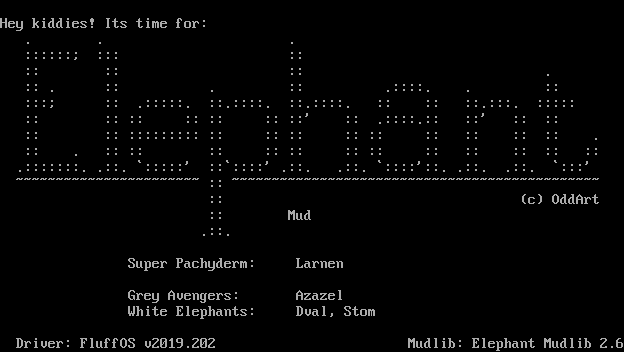 Hey kiddies! Its time for:
Elephant
(c) OddArt
Mud
Super Pachyderm: Larnen
Grey Avengers: Azazel
White Elephants: Dval, Stom
Driver: FluffOS v2019.202 Mudlib: Elephant Mudlib 2.6